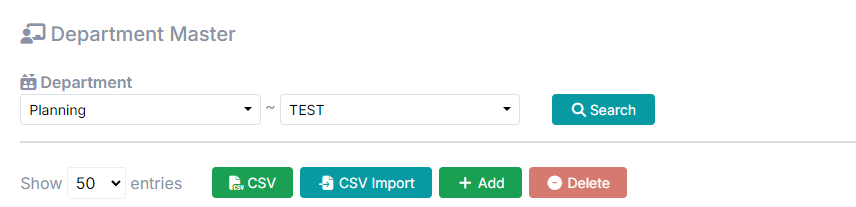 Department Master
Department
Planning ~ TEST Search
Show 50 entries CSV CSV Import + Add Delete